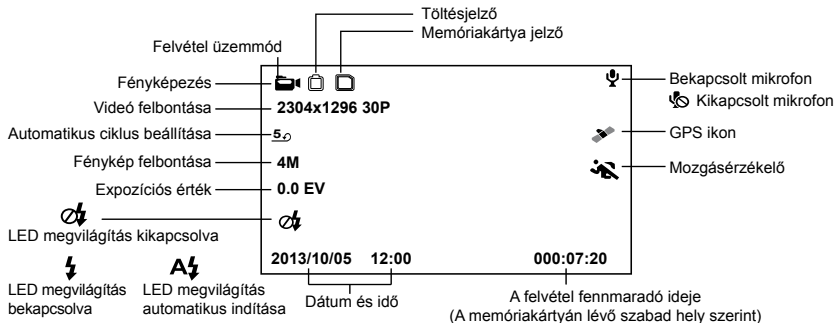 Töltésjelző
Memóriakártya jelző
Felvétel üzemmód
Fényképezés
Bekapcsolt mikrofon
Kikapcsolt mikrofon
Videó felbontása
2304x1296 30P
Automatikus ciklus beállítása
5
GPS ikon
Fénykép felbontása
4M
Mozgásérzékelő
Expozíciós érték
0.0 EV
LED megvilágítás kikapcsolva
2013/10/05 12:00
000:07:20
A
LED megvilágítás
bekapcsolva
LED megvilágítás
automatikus indítása
Dátum és idő
A felvétel fennmaradó ideje
(A memóriakártyán lévő szabad hely szerint)